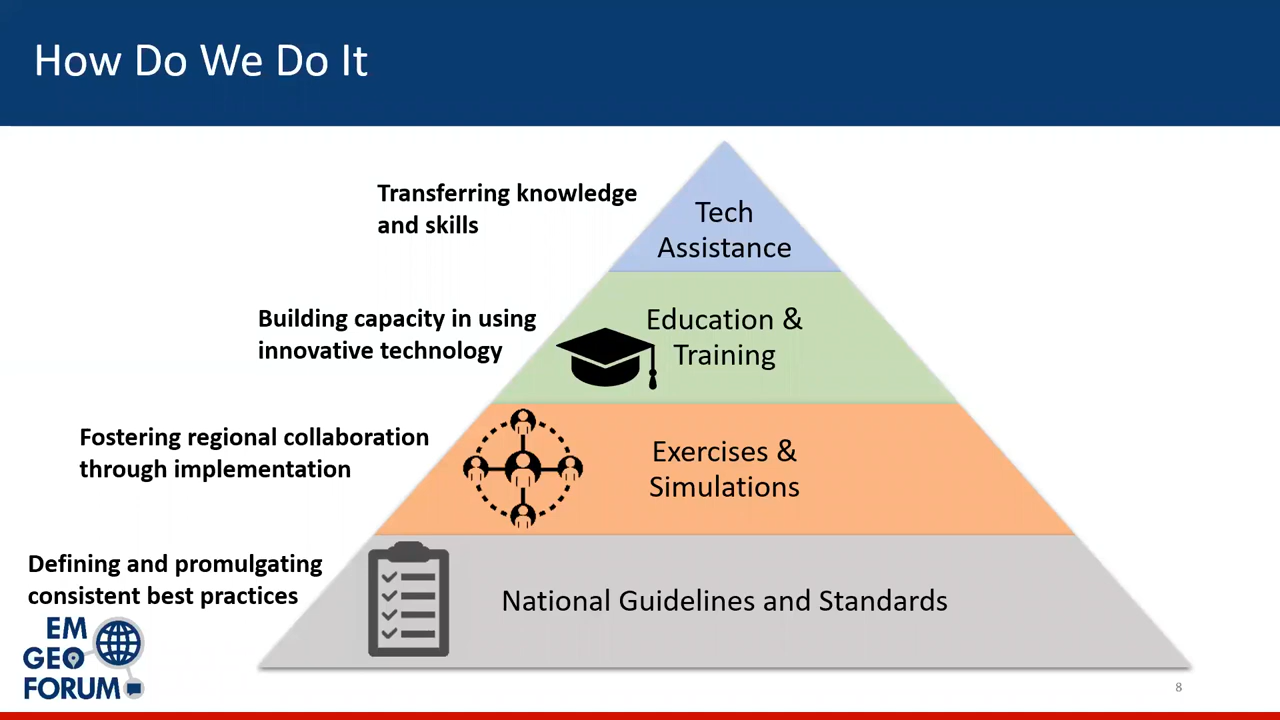 How Do We Do It
Transferring knowledge
and skills
Tech
Assistance
Building capacity in using
innovative technology
Education &
Training
Fostering regional collaboration
through implementation
Exercises &
Simulations
Defining and promulgating
consistent best practices
National Guidelines and Standards
EM
GEO
FORUM
8